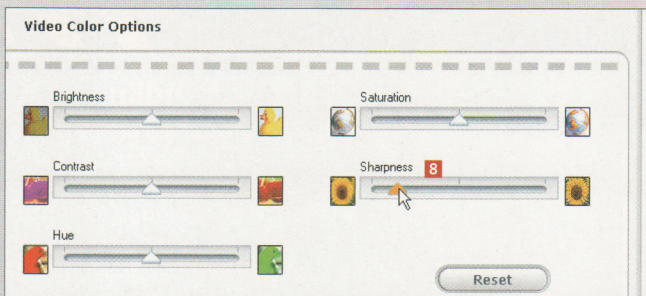 Video Color Options
Brightness
Saturation
Contrast
Sharpness 8
Hue
Reset